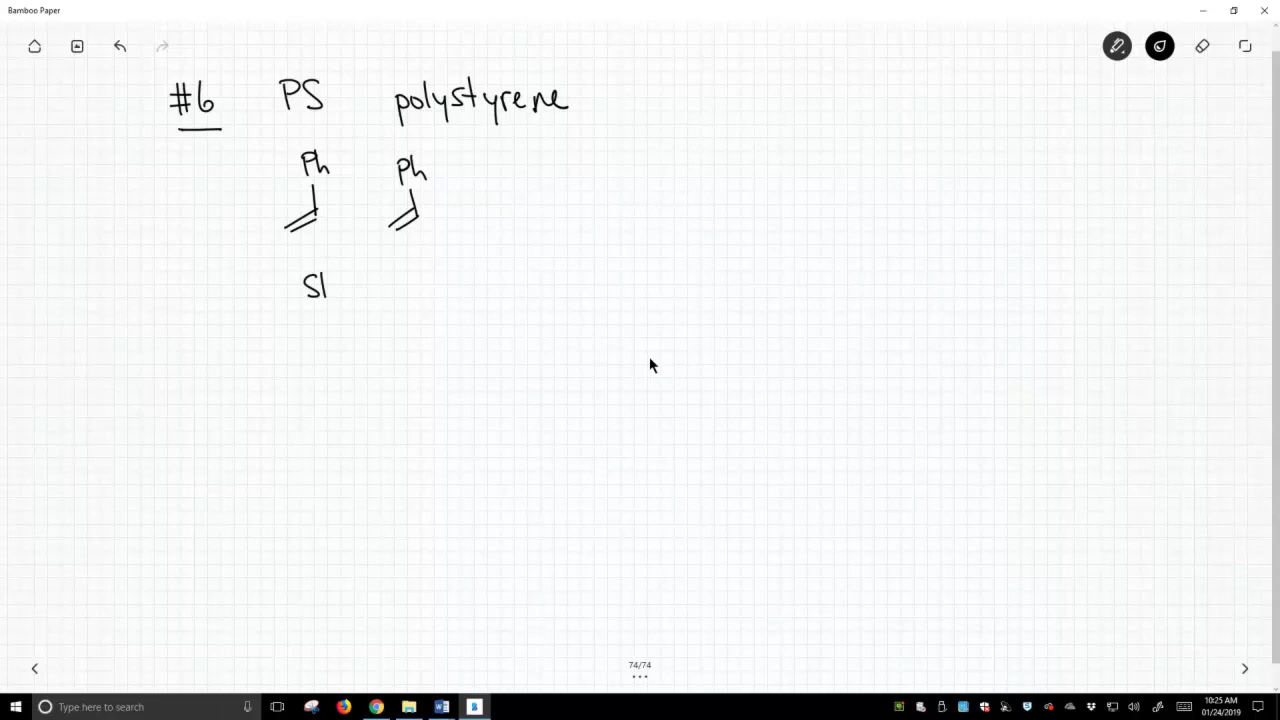 Bamboo Paper
#6 PS polystyrene
Ph Ph
SI
74/74
Type here to search
10:25 AM
01/24/2019